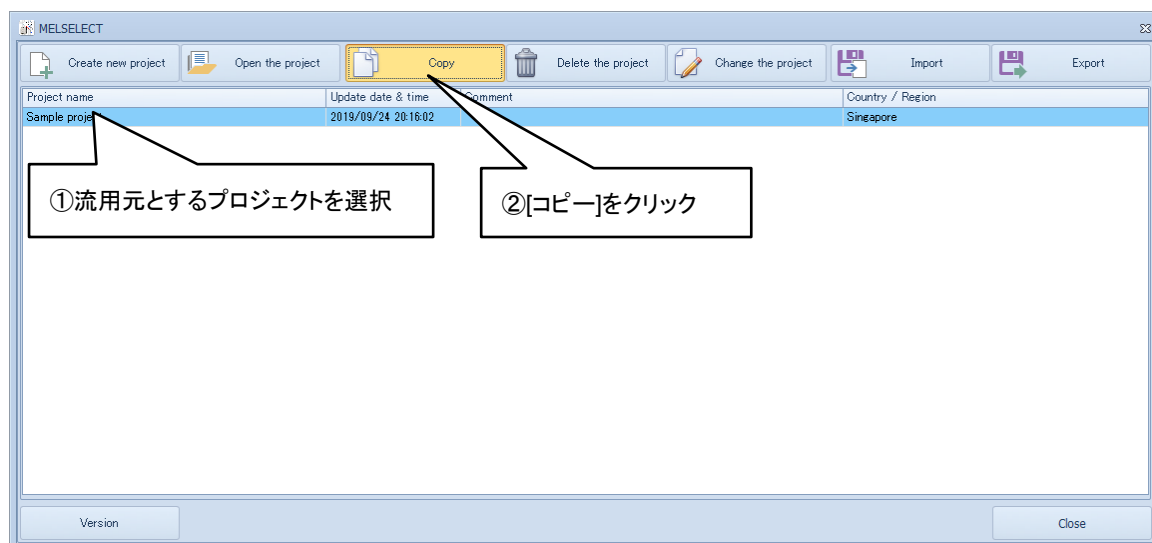 MELSELECT
Create new project Open the project Copy Delete the project Change the project Import Export
Project name Update date & time Comment Country / Region
Sample project 2019/09/24 20:16:02 Singapore
①流用元とするプロジェクトを選択
②[コピー]をクリック
Version Close